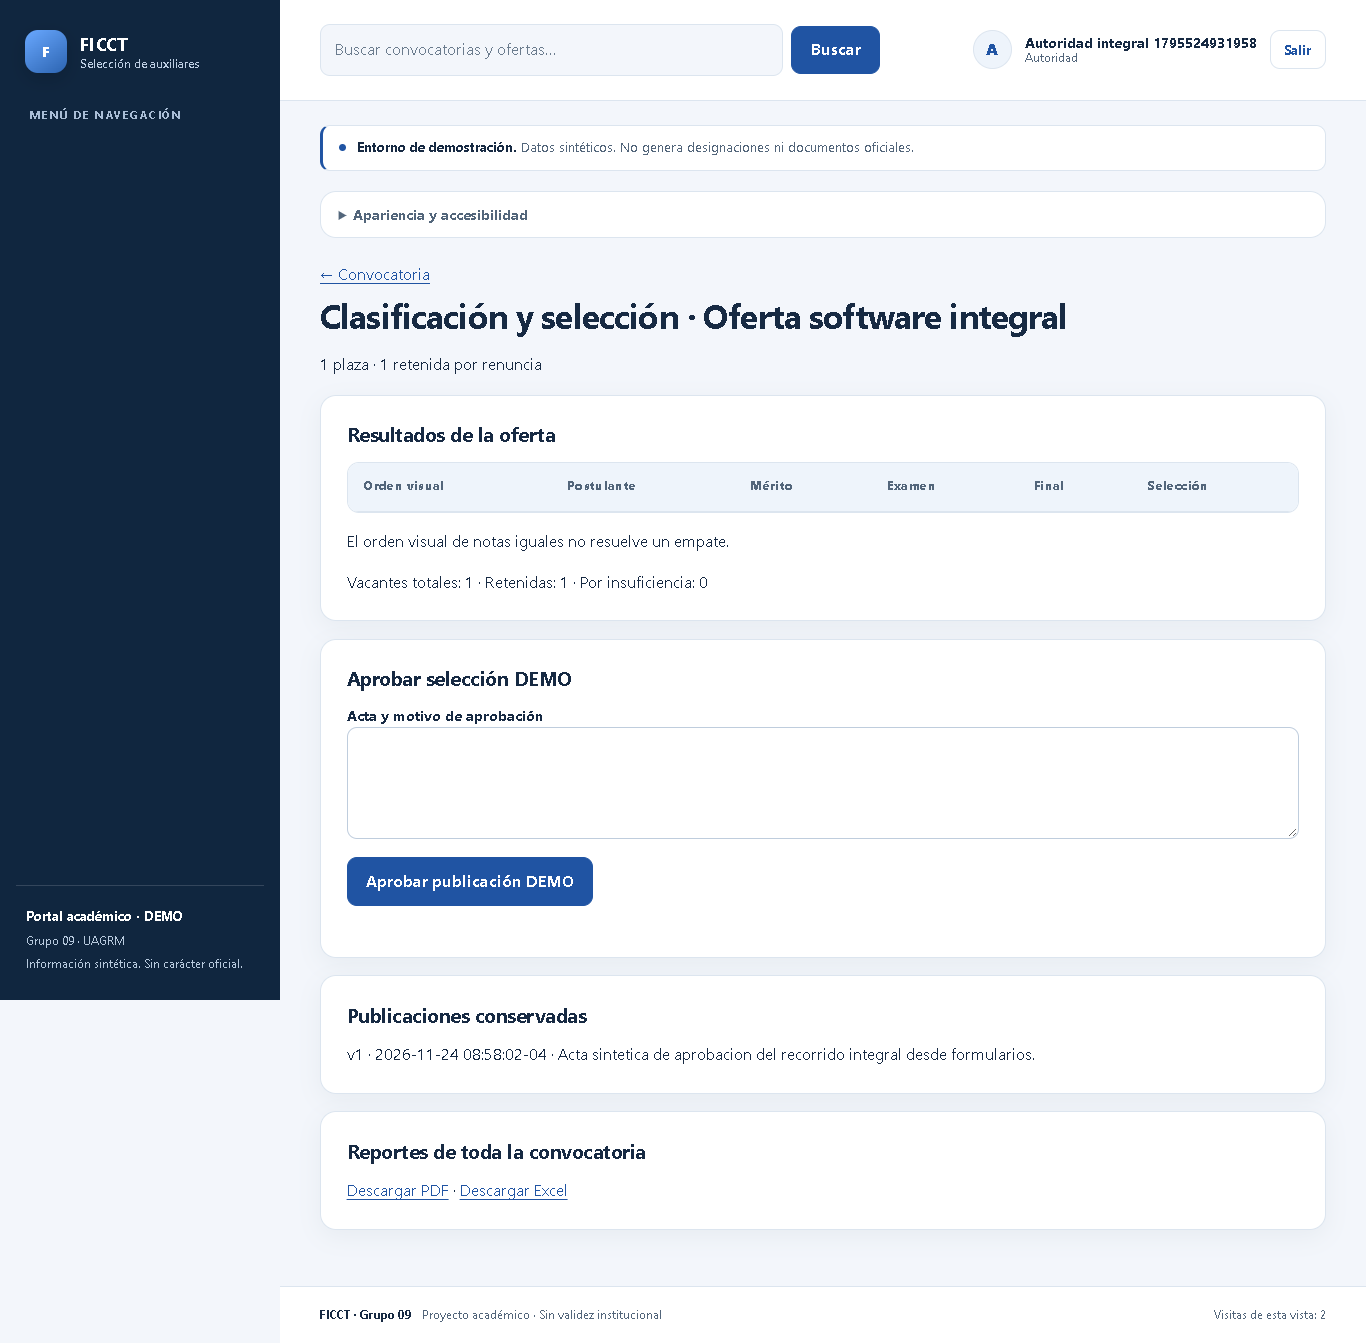 F
FICCT
Selección de auxiliares
MENÚ DE NAVEGACIÓN
Portal académico · DEMO
Grupo 09 · UAGRM
Información sintética. Sin carácter oficial.
Buscar convocatorias y ofertas...
Buscar
A
Autoridad integral 1795524931958
Autoridad
Salir
Entorno de demostración. Datos sintéticos. No genera designaciones ni documentos oficiales.
▶ Apariencia y accesibilidad
← Convocatoria
Clasificación y selección · Oferta software integral
1 plaza · 1 retenida por renuncia
Resultados de la oferta
Orden visual Postulante Mérito Examen Final Selección
El orden visual de notas iguales no resuelve un empate.
Vacantes totales: 1 · Retenidas: 1 · Por insuficiencia: 0
Aprobar selección DEMO
Acta y motivo de aprobación
Aprobar publicación DEMO
Publicaciones conservadas
v1 · 2026-11-24 08:58:02-04 · Acta sintetica de aprobacion del recorrido integral desde formularios.
Reportes de toda la convocatoria
Descargar PDF · Descargar Excel
FICCT · Grupo 09 Proyecto académico · Sin validez institucional
Visitas de esta vista: 2